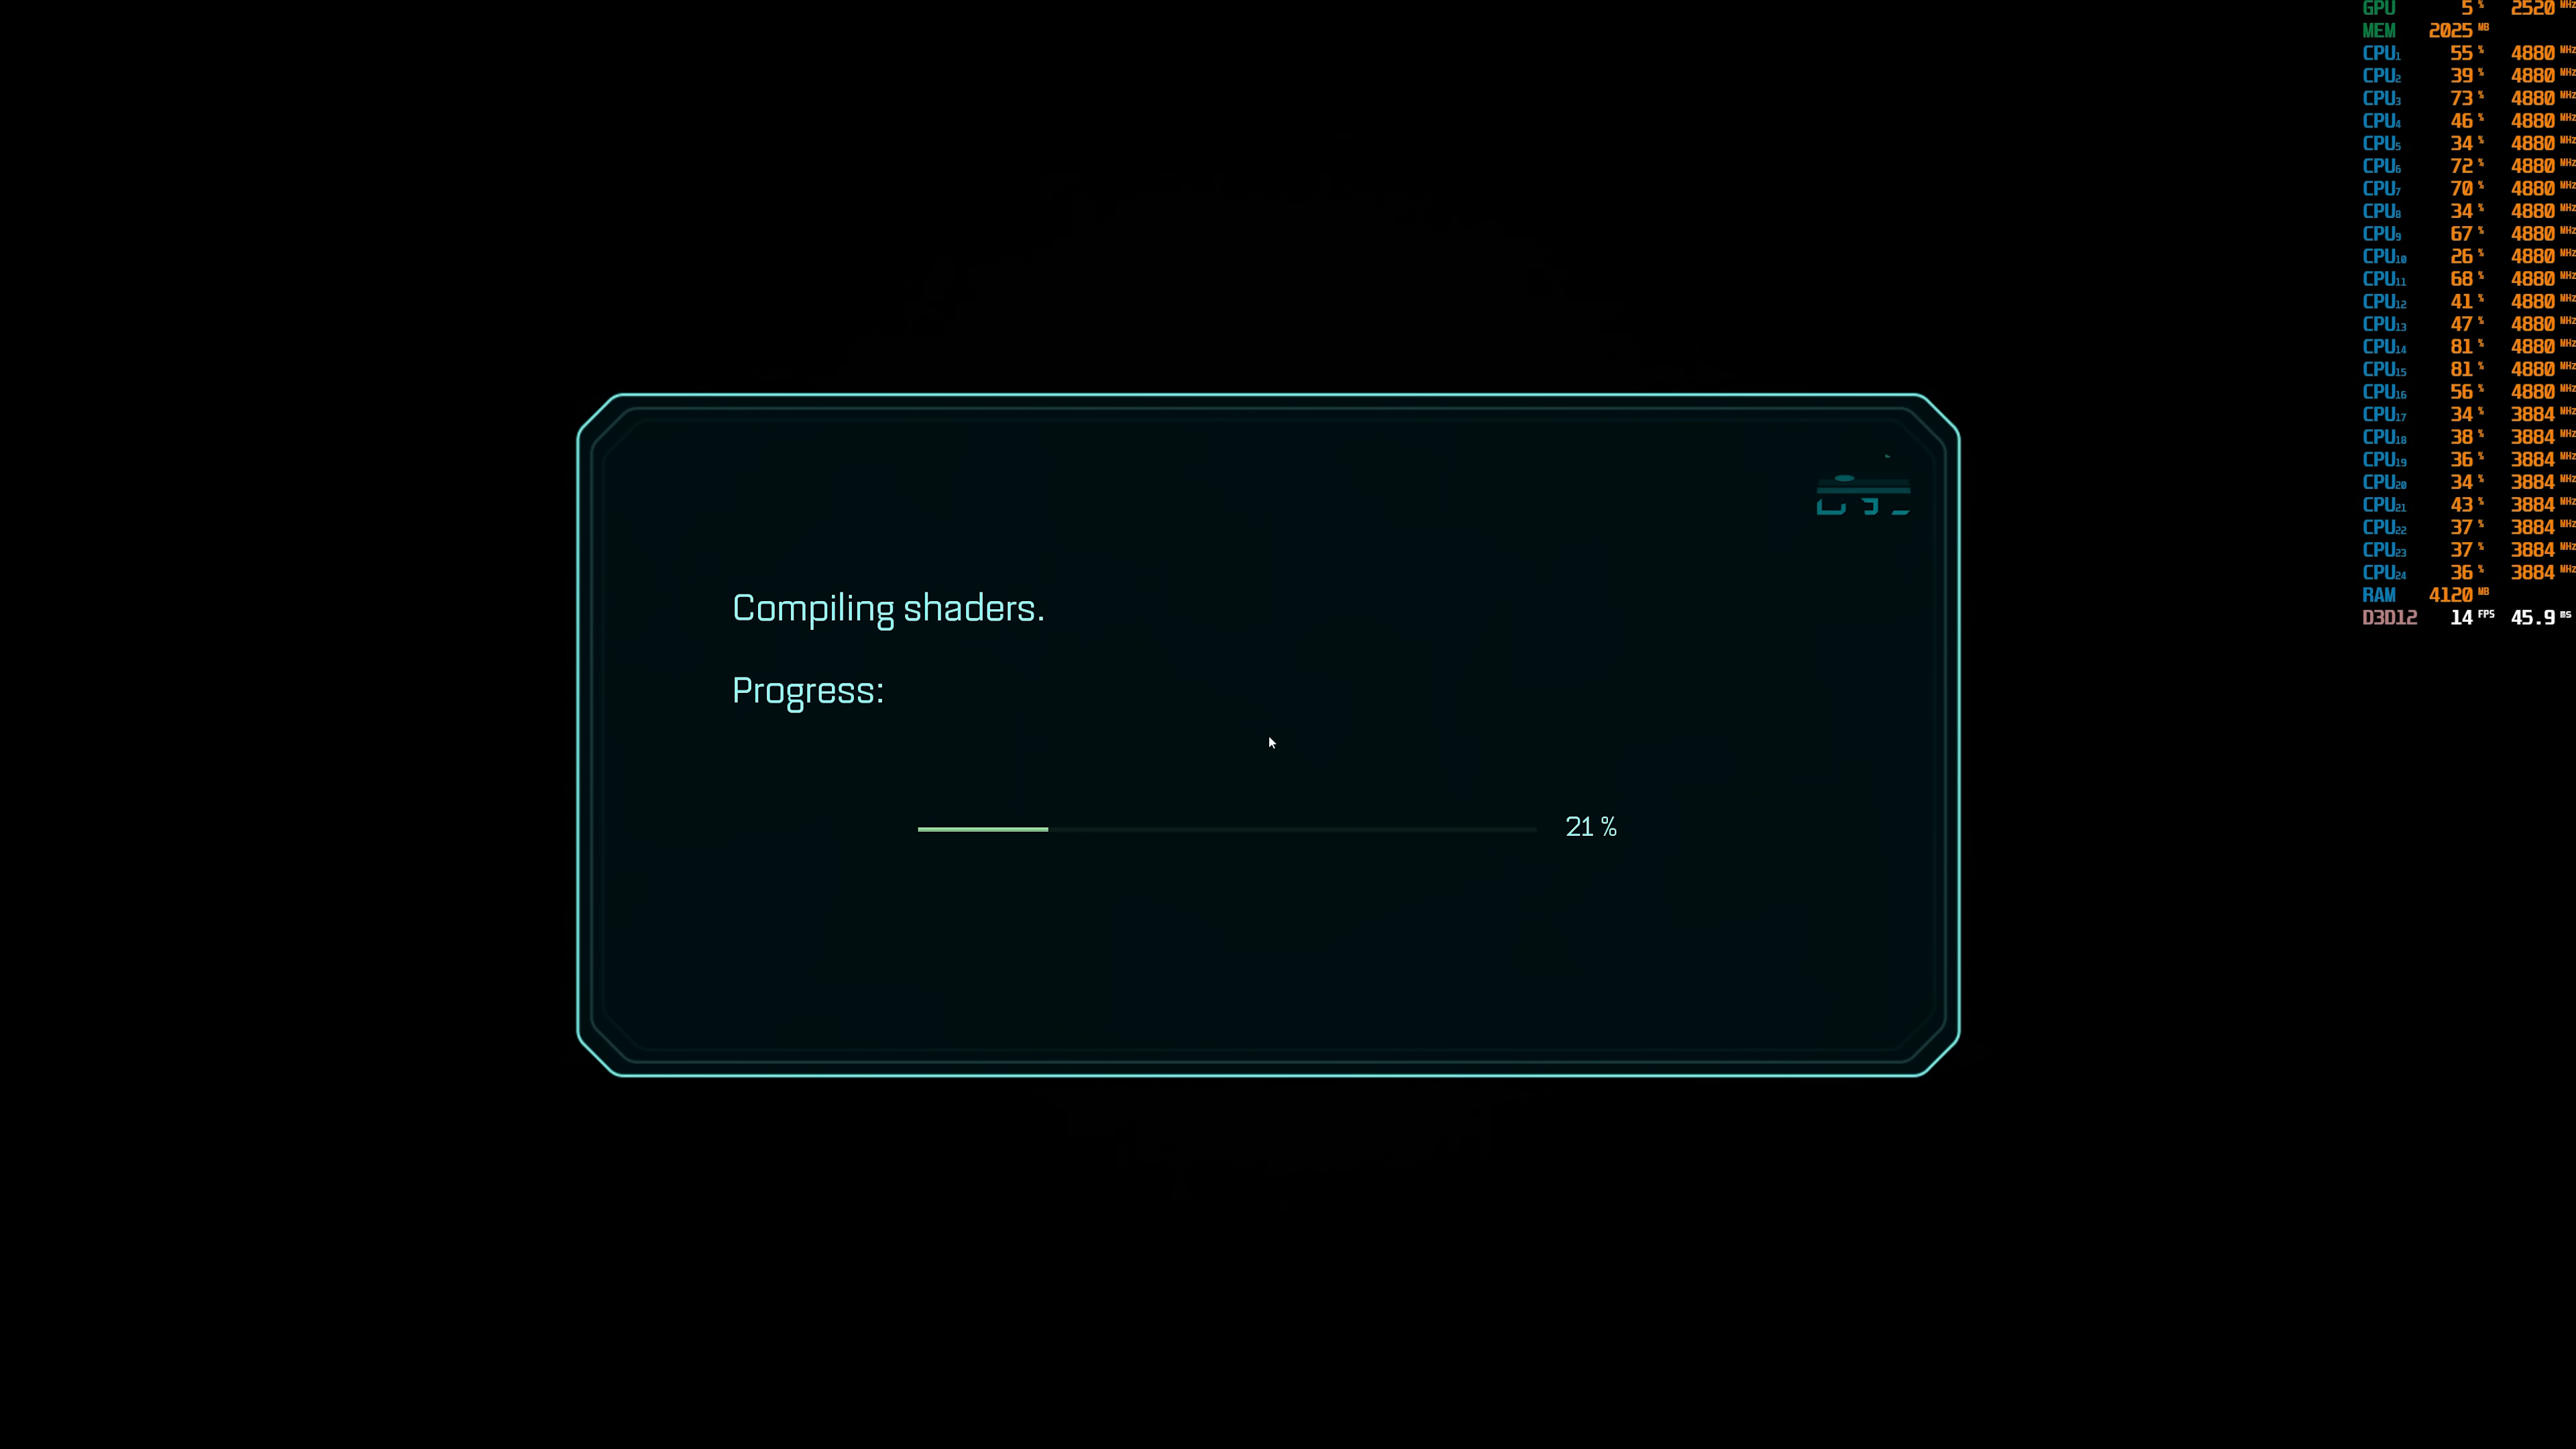 GPU 5 % 2520 MHz
MEM 2025 MB
CPU1 55 % 4880 MHz
CPU2 39 % 4880 MHz
CPU3 73 % 4880 MHz
CPU4 46 % 4880 MHz
CPU5 34 % 4880 MHz
CPU6 72 % 4880 MHz
CPU7 70 % 4880 MHz
CPU8 34 % 4880 MHz
CPU9 67 % 4880 MHz
CPU10 26 % 4880 MHz
CPU11 68 % 4880 MHz
CPU12 41 % 4880 MHz
CPU13 47 % 4880 MHz
CPU14 81 % 4880 MHz
CPU15 81 % 4880 MHz
CPU16 56 % 4880 MHz
CPU17 34 % 3884 MHz
CPU18 38 % 3884 MHz
CPU19 36 % 3884 MHz
CPU20 34 % 3884 MHz
CPU21 43 % 3884 MHz
CPU22 37 % 3884 MHz
CPU23 37 % 3884 MHz
CPU24 36 % 3884 MHz
RAM 4120 MB
D3D12 14 FPS 45.9 ms
Compiling shaders.
Progress:
21 %